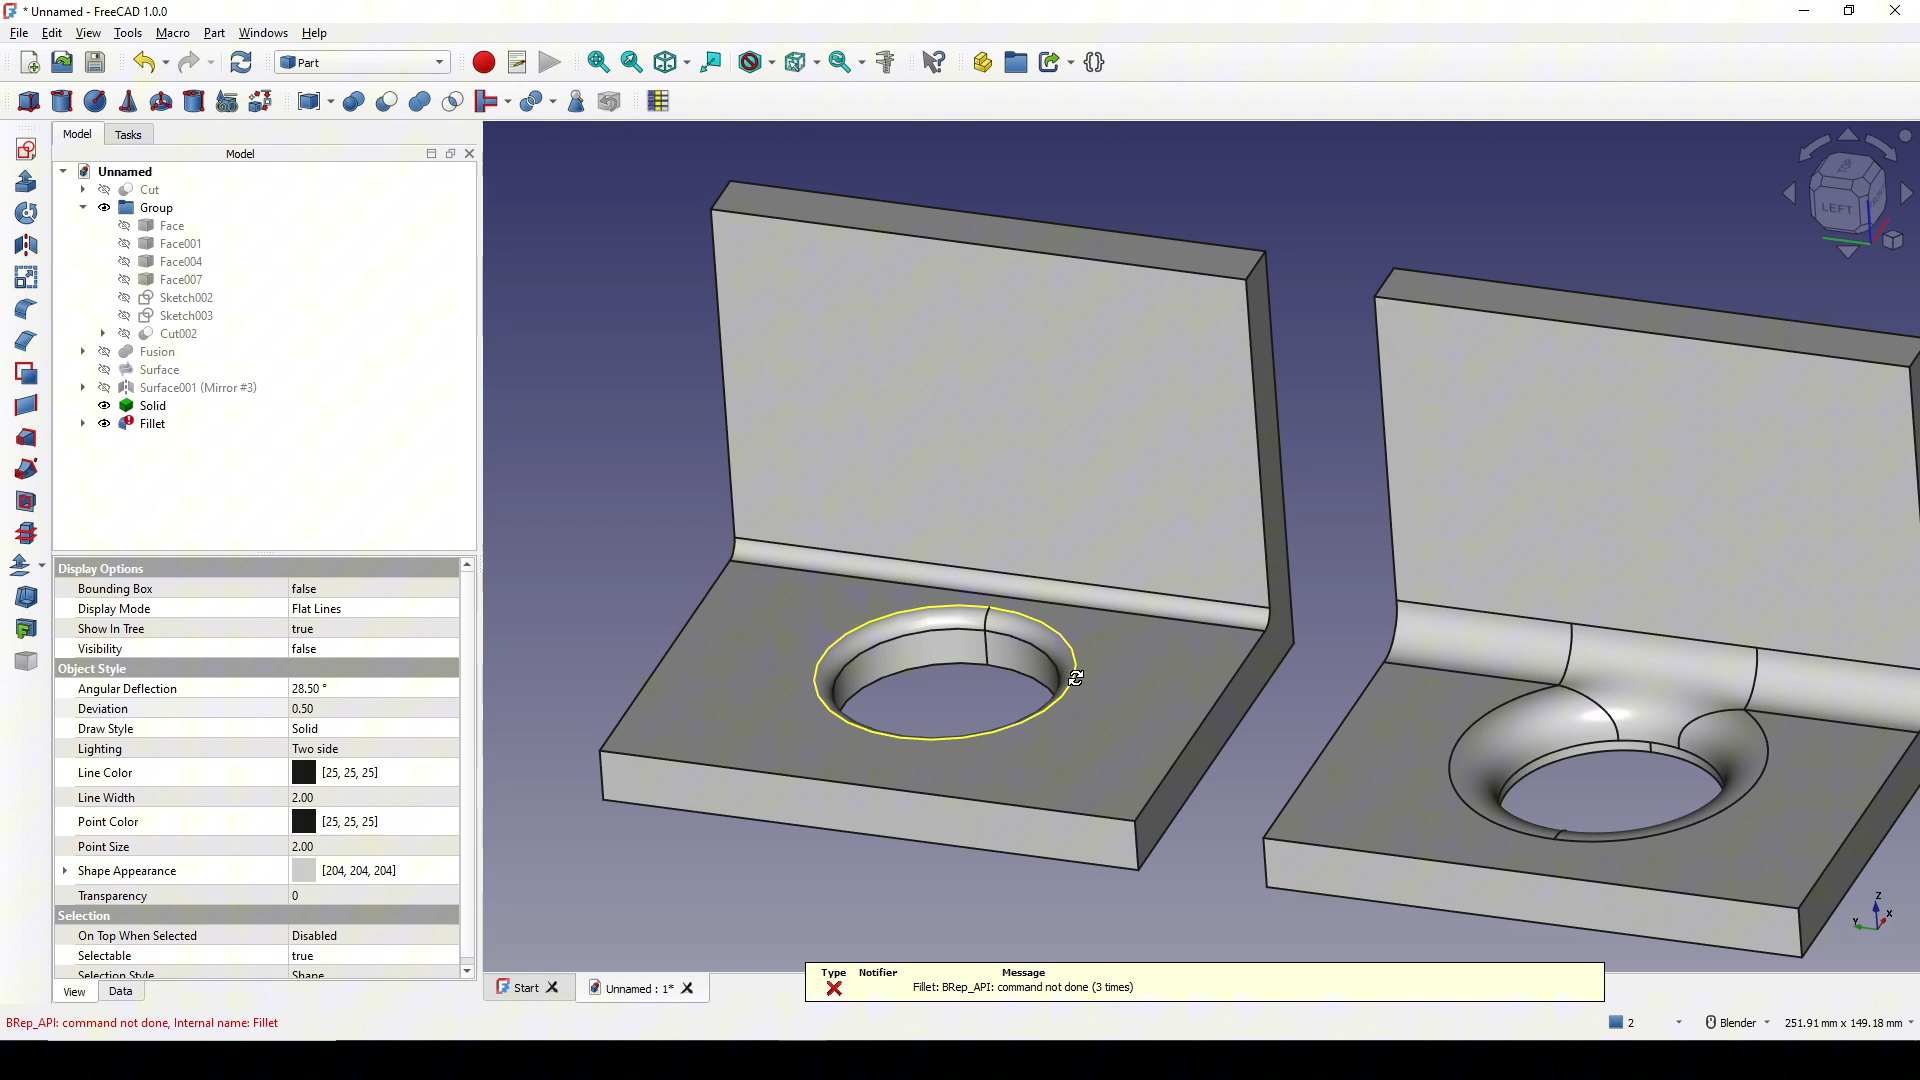 * Unnamed - FreeCAD 1.0.0
File Edit View Tools Macro Part Windows Help
Part
Model Tasks
Model
Unnamed
Cut
Group
Face
Face001
Face004
Face007
Sketch002
Sketch003
Cut002
Fusion
Surface
Surface001 (Mirror #3)
Solid
Fillet
Display Options
Bounding Box false
Display Mode Flat Lines
Show In Tree true
Visibility false
Object Style
Angular Deflection 28.50 °
Deviation 0.50
Draw Style Solid
Lighting Two side
Line Color [25, 25, 25]
Line Width 2.00
Point Color [25, 25, 25]
Point Size 2.00
Shape Appearance [204, 204, 204]
Transparency 0
Selection
On Top When Selected Disabled
Selectable true
Selection Style Shape
View Data
TOP
LEFT
Z
X
Y
Start
Unnamed : 1*
Type Notifier Message
Fillet: BRep_API: command not done (3 times)
BRep_API: command not done, Internal name: Fillet
2
Blender
251.91 mm x 149.18 mm